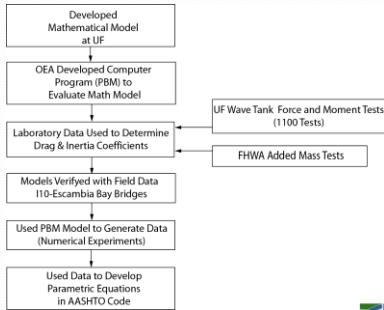 Developed
Mathematical Model
at UF
OEA Developed Computer
Program (PBM) to
Evaluate Math Model
UF Wave Tank Force and Moment Tests
(1100 Tests)
Laboratory Data Used to Determine
Drag & Inertia Coefficients
FHWA Added Mass Tests
Models Verifyed with Field Data
I10-Escambia Bay Bridges
Used PBM Model to Generate Data
(Numerical Experiments)
Used Data to Develop
Parametric Equations
in AASHTO Code